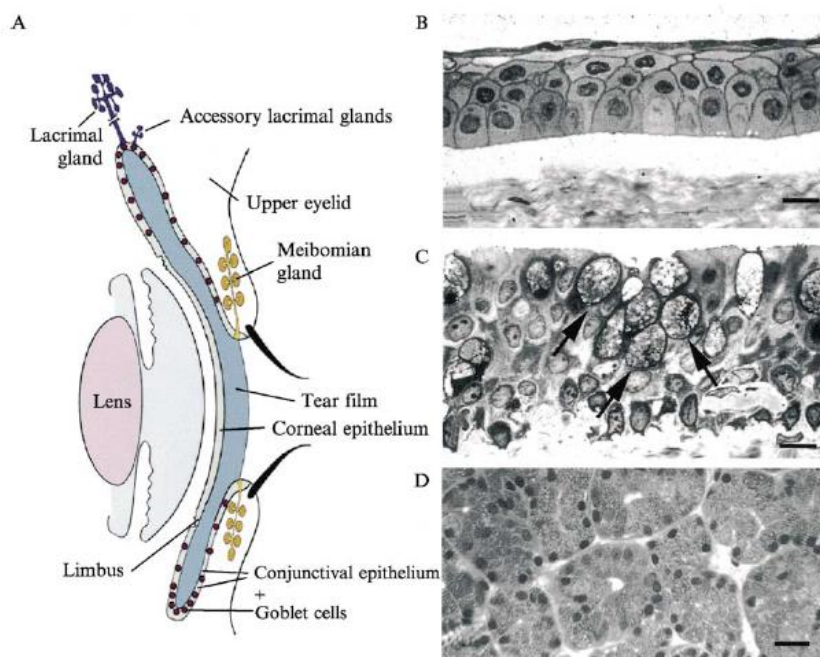 A
Lacrimal
gland
Accessory lacrimal glands
Upper eyelid
Meibomian
gland
Lens
Tear film
Corneal epithelium
Limbus
Conjunctival epithelium
+
Goblet cells
B
C
D